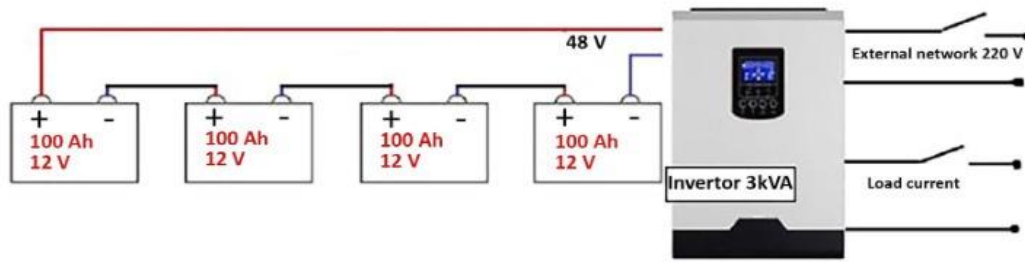 48 V
External network 220 V
+ -
100 Ah
12 V
+ -
100 Ah
12 V
+ -
100 Ah
12 V
+ -
100 Ah
12 V
Invertor 3kVA
Load current